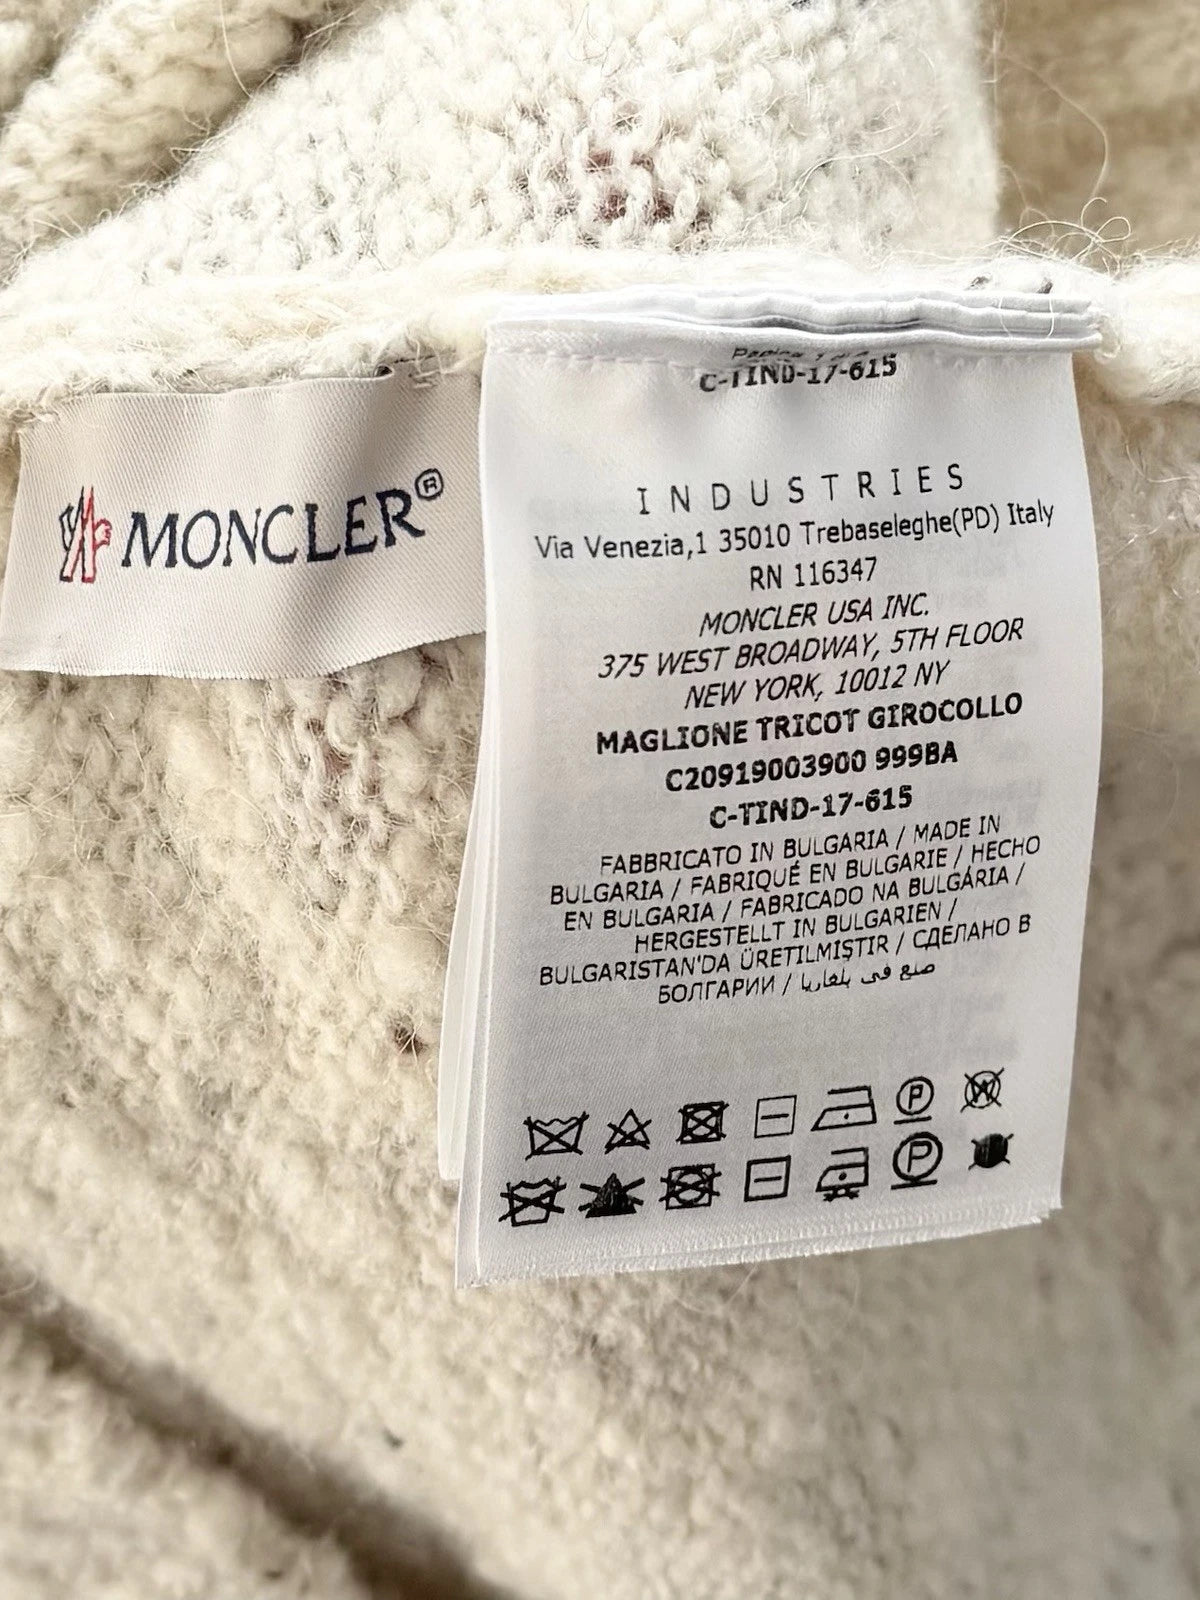 MONCLER®
C-TIND-17-615
INDUSTRIES
Via Venezia,1 35010 Trebaseleghe(PD) Italy
RN 116347
MONCLER USA INC.
375 WEST BROADWAY, 5TH FLOOR
NEW YORK, 10012 NY
MAGLIONE TRICOT GIROCOLLO
C20919003900 999BA
C-TIND-17-615
FABBRICATO IN BULGARIA / MADE IN
BULGARIA / FABRIQUÉ EN BULGARIE / HECHO
EN BULGARIA / FABRICADO NA BULGÁRIA /
HERGESTELLT IN BULGARIEN /
BULGARISTAN'DA ÜRETILMIŞTIR / СДЕЛАНО В
БОЛГАРИИ / صنع في بلغاريا
P W
P